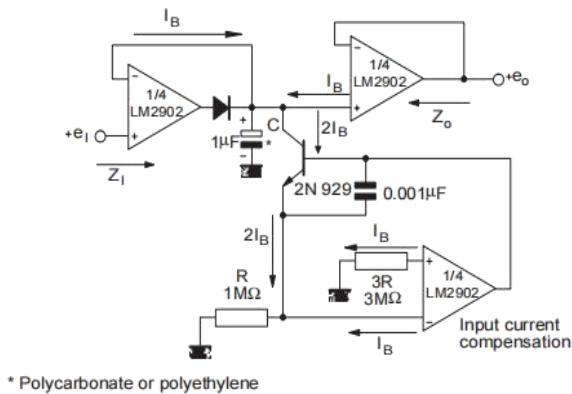 I_B
1/4
LM2902
+e_I
Z_I
1µF
*
C
I_B
2I_B
1/4
LM2902
+e_o
Z_o
2N 929
0.001µF
2I_B
R
1MΩ
I_B
3R
3MΩ
1/4
LM2902
I_B
Input current
compensation
* Polycarbonate or polyethylene